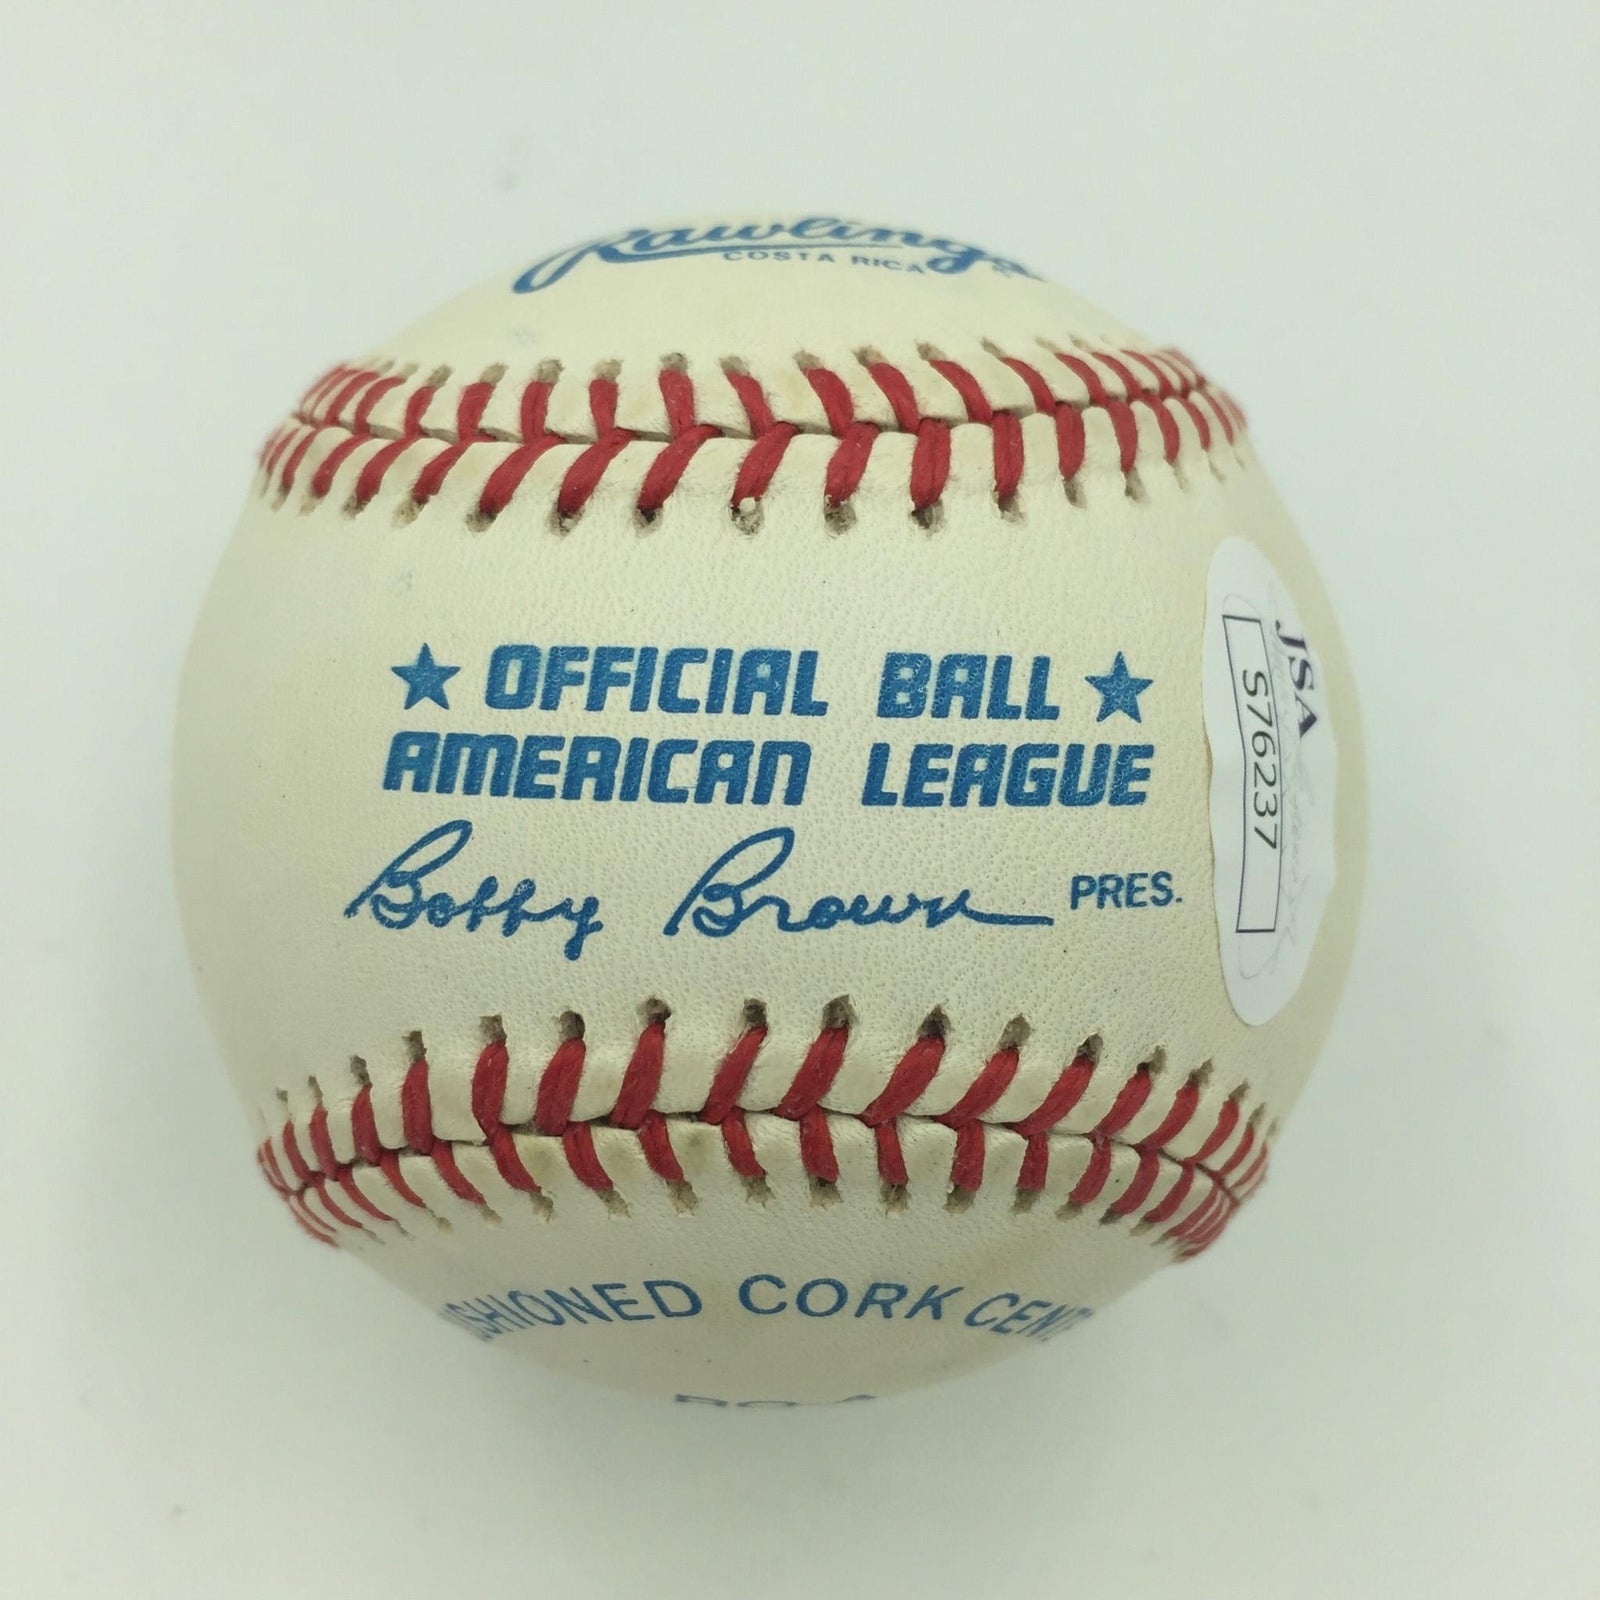 Rawlings
COSTA RICA
★ OFFICIAL BALL ★
AMERICAN LEAGUE
Bobby Brown PRES.
JSA
S76237
SHIONED CORK CENT